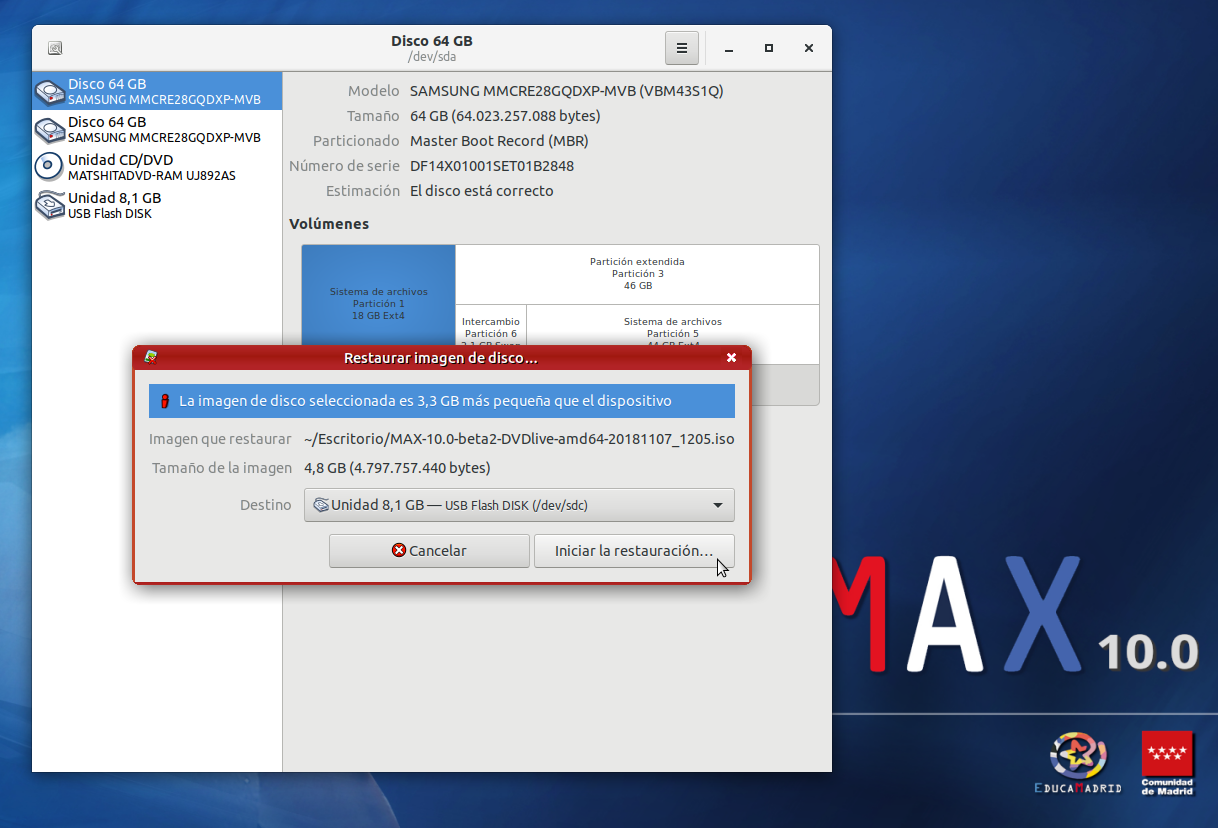 Disco 64 GB
/dev/sda
Disco 64 GB
SAMSUNG MMCRE28GQDXP-MVB
Disco 64 GB
SAMSUNG MMCRE28GQDXP-MVB
Unidad CD/DVD
MATSHITADVD-RAM UJ892AS
Unidad 8,1 GB
USB Flash DISK
Modelo SAMSUNG MMCRE28GQDXP-MVB (VBM43S1Q)
Tamaño 64 GB (64.023.257.088 bytes)
Particionado Master Boot Record (MBR)
Número de serie DF14X01001SET01B2848
Estimación El disco está correcto
Volúmenes
Sistema de archivos
Partición 1
18 GB Ext4
Partición extendida
Partición 3
46 GB
Intercambio
Partición 6
2,1 GB Swap
Sistema de archivos
Partición 5
44 GB Ext4
Restaurar imagen de disco…
La imagen de disco seleccionada es 3,3 GB más pequeña que el dispositivo
Imagen que restaurar ~/Escritorio/MAX-10.0-beta2-DVDlive-amd64-20181107_1205.iso
Tamaño de la imagen 4,8 GB (4.797.757.440 bytes)
Destino Unidad 8,1 GB — USB Flash DISK (/dev/sdc)
Cancelar
Iniciar la restauración…
MAX 10.0
EDUCAMADRID
Comunidad
de Madrid